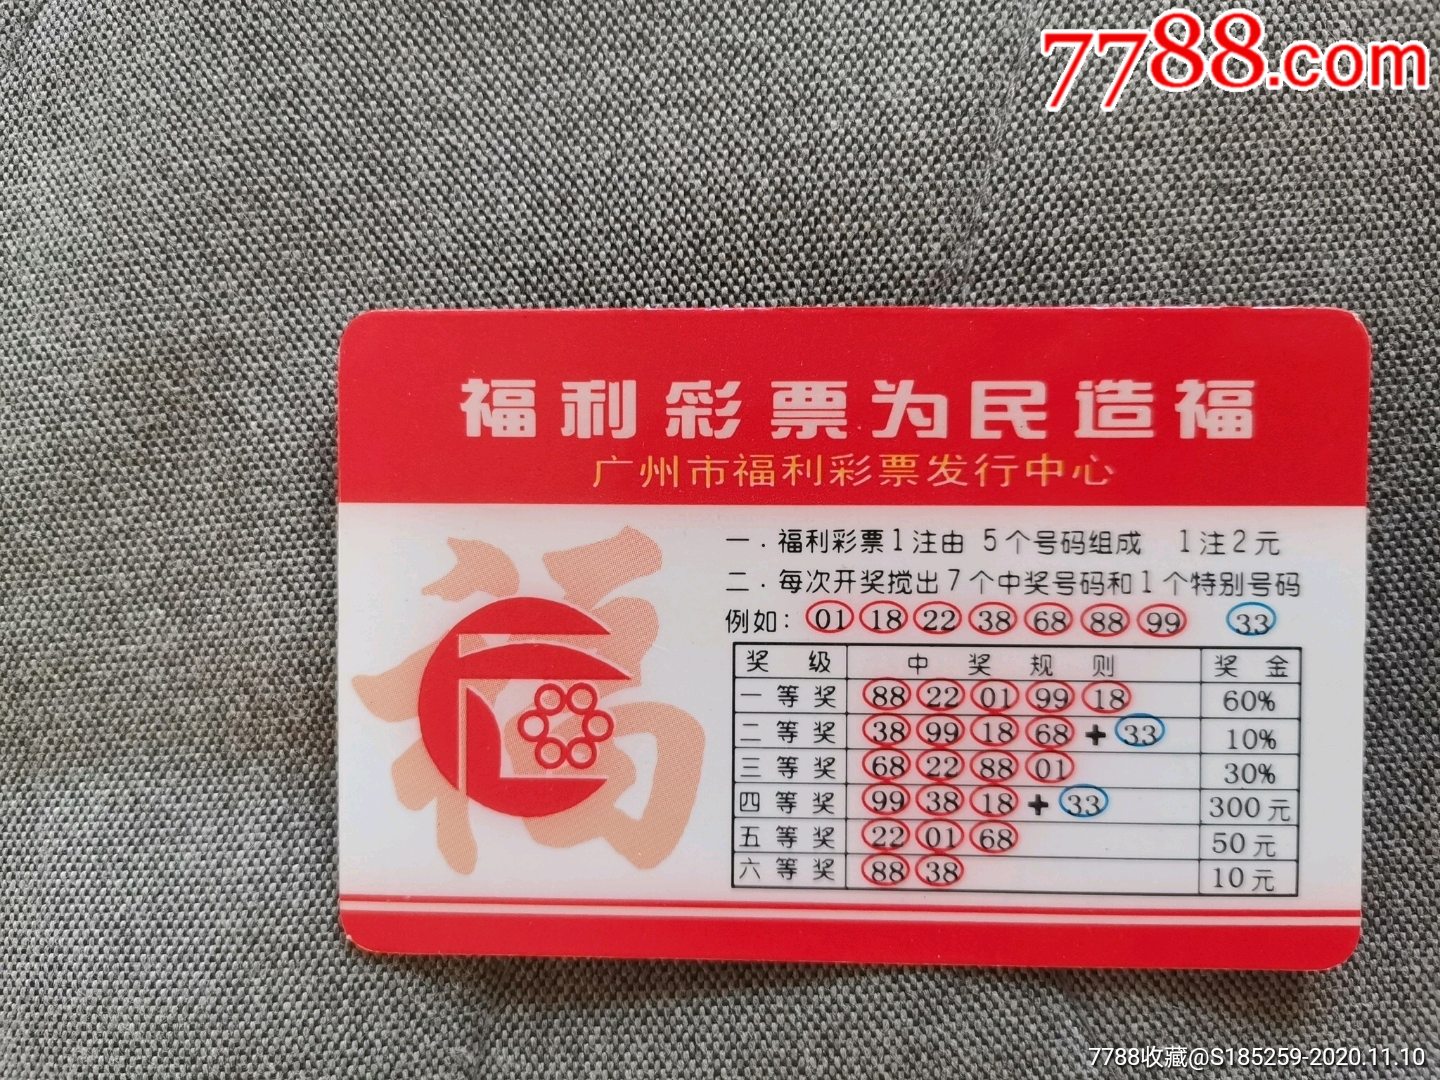 7788.com
福利彩票为民造福
广州市福利彩票发行中心
一.福利彩票1注由 5个号码组成 1注2元
二.每次开奖搅出7个中奖号码和1个特别号码
例如: 01 18 22 38 68 88 99 33
奖 级 中 奖 规 则 奖 金
一 等 奖 88 22 01 99 18 60%
二 等 奖 38 99 18 68 + 33 10%
三 等 奖 68 22 88 01 30%
四 等 奖 99 38 18 + 33 300元
五 等 奖 22 01 68 50元
六 等 奖 88 38 10元
福
7788收藏@S185259-2020.11.10